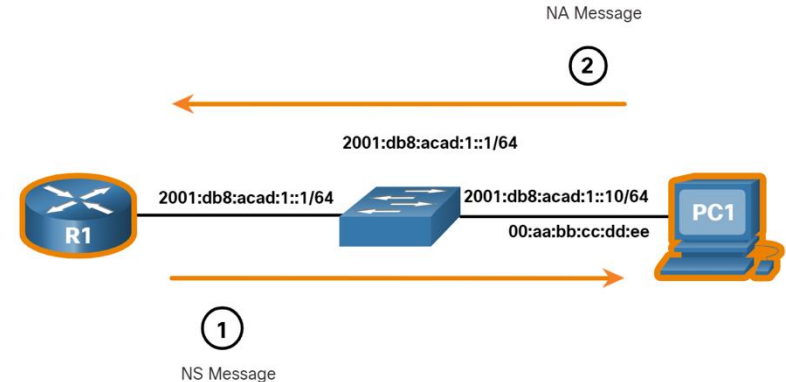 NA Message
2
2001:db8:acad:1::1/64
2001:db8:acad:1::1/64
2001:db8:acad:1::10/64
R1
PC1
00:aa:bb:cc:dd:ee
1
NS Message